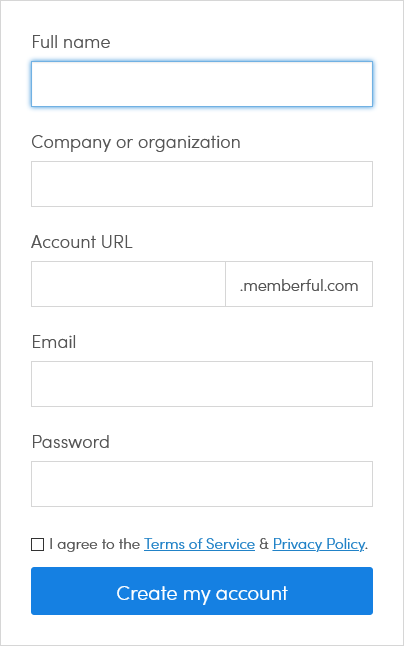 Full name
Company or organization
Account URL
.memberful.com
Email
Password
I agree to the Terms of Service & Privacy Policy.
Create my account